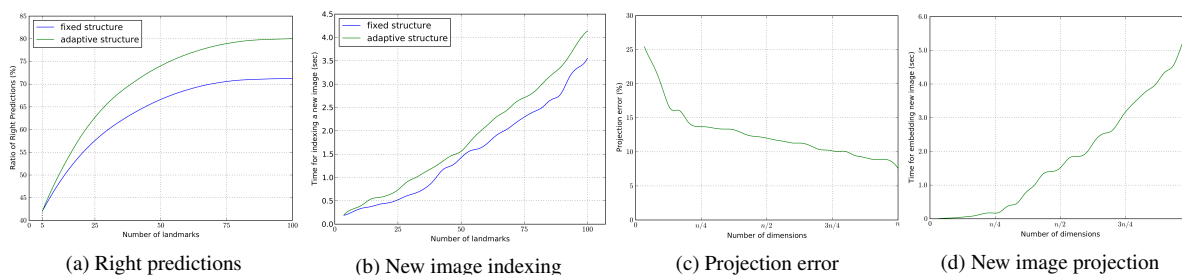 fixed structure
adaptive structure
Ratio of Right Predictions (%)
85
80
75
70
65
60
55
50
45
40
0 5 25 50 75 100
Number of landmarks
(a) Right predictions
fixed structure
adaptive structure
Time for indexing a new image (sec)
4.5
4.0
3.5
3.0
2.5
2.0
1.5
1.0
0.5
0.0
0 25 50 75 100
Number of landmarks
(b) New image indexing
Projection error (%)
30
25
20
15
10
5
0
0 n/4 n/2 3n/4 n
Number of dimensions
(c) Projection error
Time for embedding new image (sec)
6.0
5.0
4.0
3.0
2.0
1.0
0.0
0 n/4 n/2 3n/4
Number of dimensions
(d) New image projection